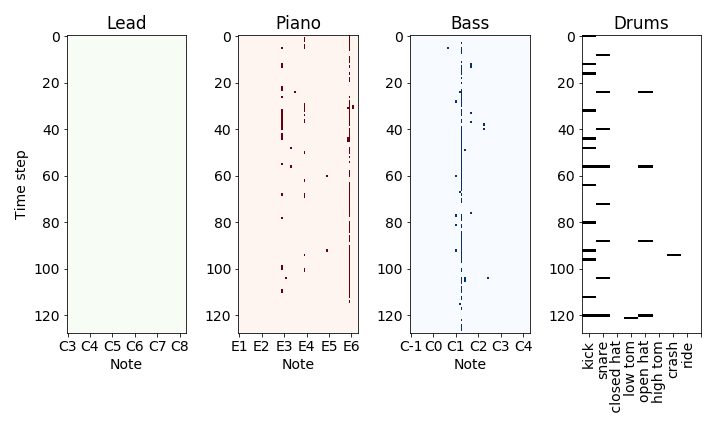 Lead
Piano
Bass
Drums
Time step
0
20
40
60
80
100
120
C3 C4 C5 C6 C7 C8
Note
0
20
40
60
80
100
120
E1 E2 E3 E4 E5 E6
Note
0
20
40
60
80
100
120
C-1 C0 C1 C2 C3 C4
Note
0
20
40
60
80
100
120
kick
snare
closed hat
low tom
open hat
high tom
crash
ride